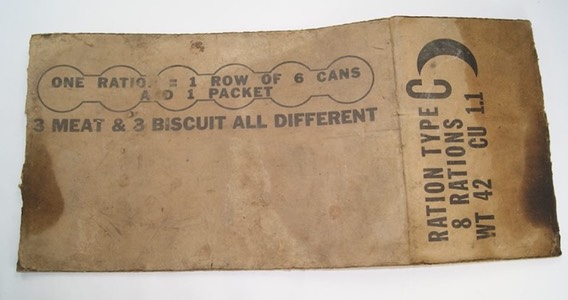 ONE RATION = 1 ROW OF 6 CANS
AND 1 PACKET
3 MEAT & 3 BISCUIT ALL DIFFERENT
RATION TYPE C
8 RATIONS
WT 42 CU 1.1